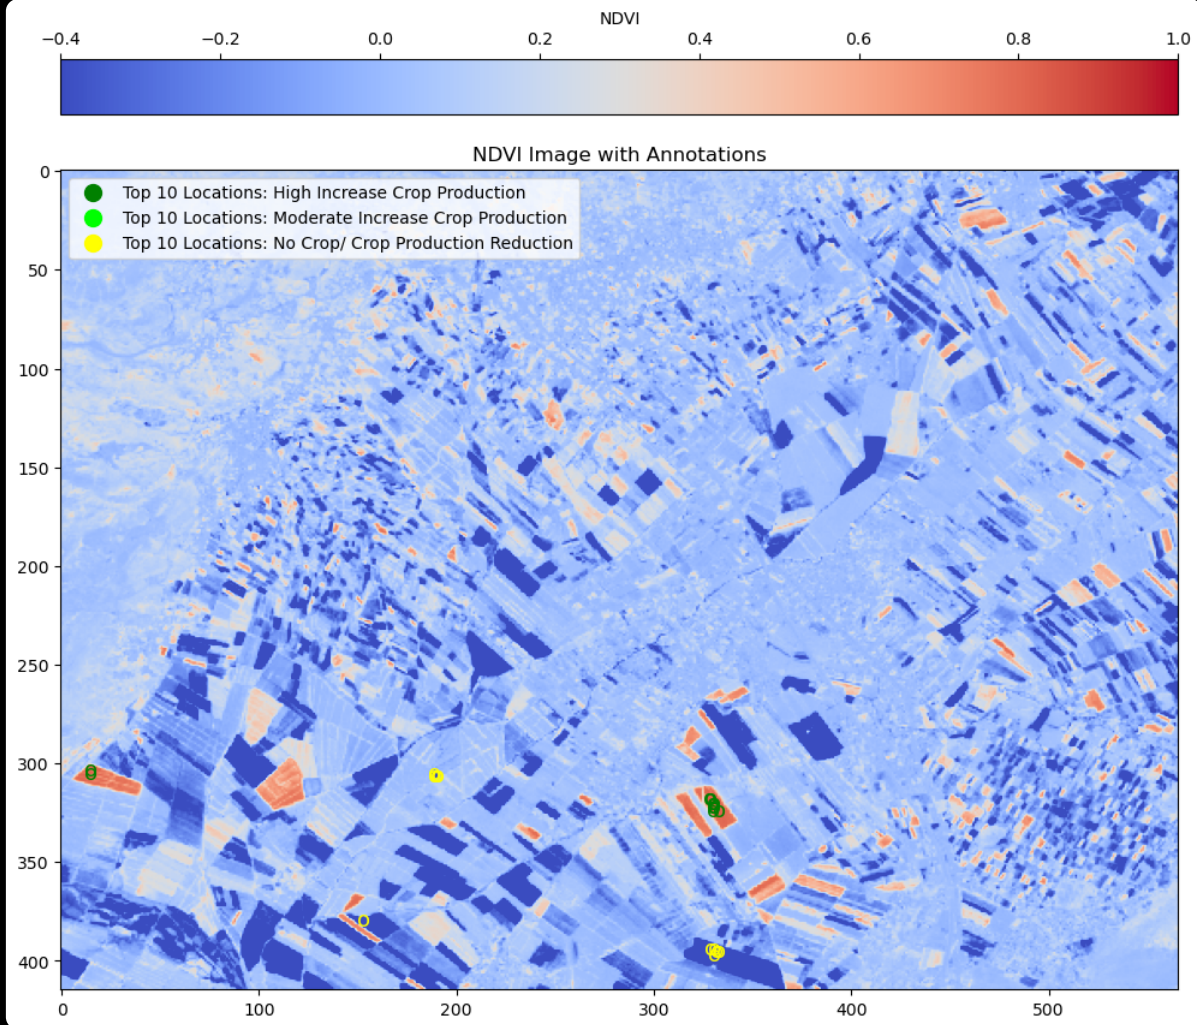 NDVI
−0.4 −0.2 0.0 0.2 0.4 0.6 0.8 1.0
NDVI Image with Annotations
Top 10 Locations: High Increase Crop Production
Top 10 Locations: Moderate Increase Crop Production
Top 10 Locations: No Crop/ Crop Production Reduction
0
50
100
150
200
250
300
350
400
0 100 200 300 400 500